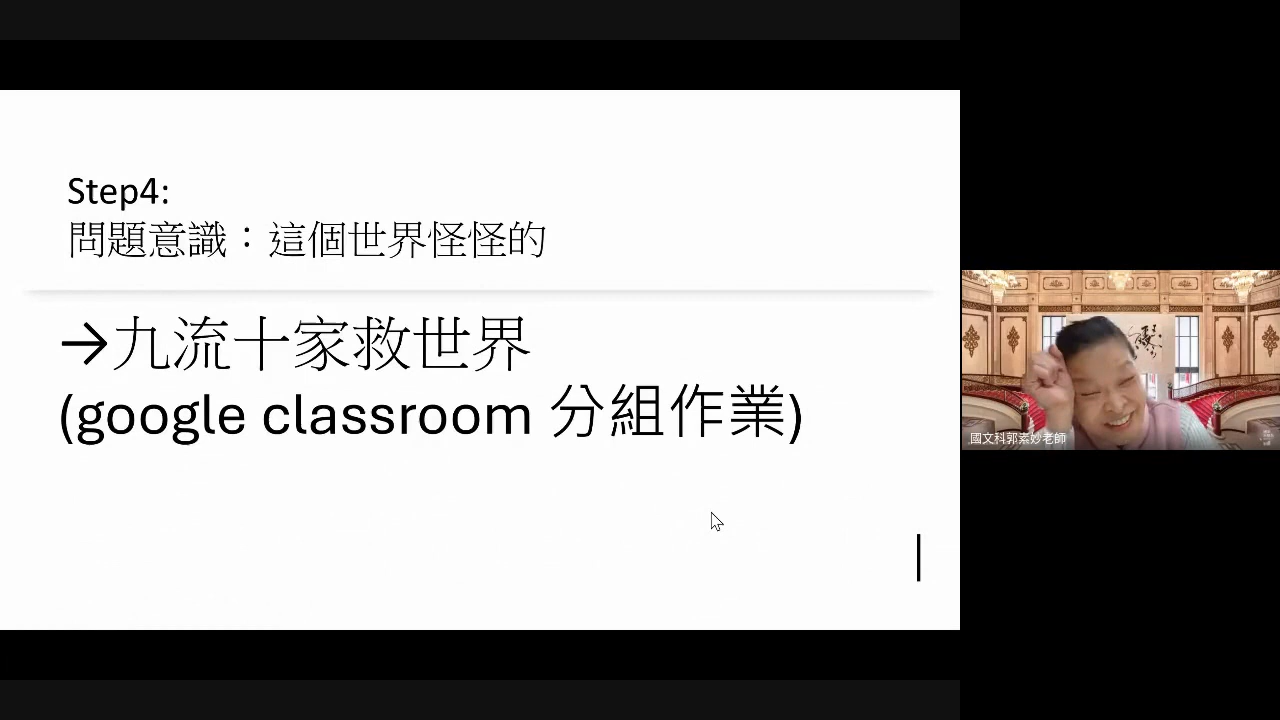 Step4:
問題意識：這個世界怪怪的
→九流十家救世界
(google classroom 分組作業)
國文科郭素妙老師